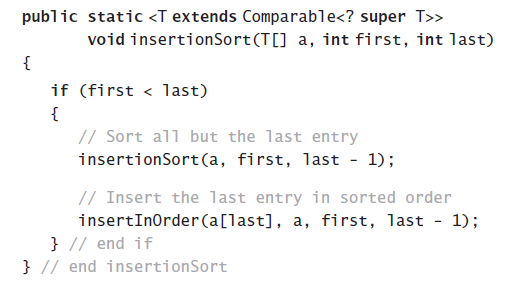 public static <T extends Comparable<? super T>>
void insertionSort(T[] a, int first, int last)
{
if (first < last)
{
// Sort all but the last entry
insertionSort(a, first, last - 1);
// Insert the last entry in sorted order
insertInOrder(a[last], a, first, last - 1);
} // end if
} // end insertionSort